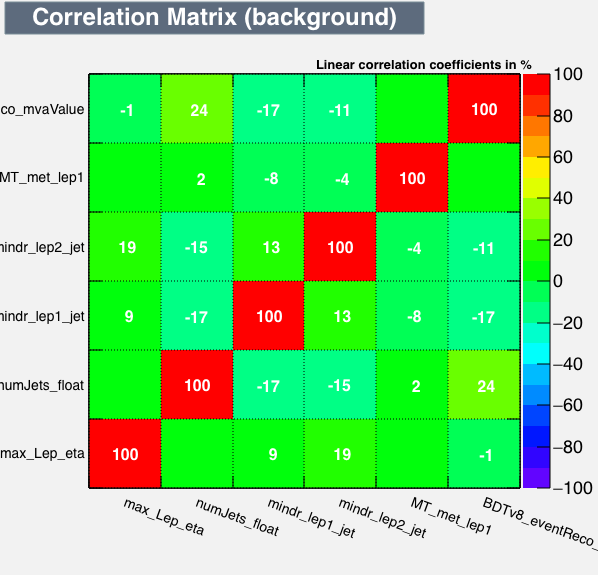 Correlation Matrix (background)
Linear correlation coefficients in %
co_mvaValue -1 24 -17 -11 100
MT_met_lep1 2 -8 -4 100
mindr_lep2_jet 19 -15 13 100 -4 -11
mindr_lep1_jet 9 -17 100 13 -8 -17
numJets_float 100 -17 -15 2 24
max_Lep_eta 100 9 19 -1
max_Lep_eta numJets_float mindr_lep1_jet mindr_lep2_jet MT_met_lep1 BDTv8_eventReco_
100
80
60
40
20
0
−20
−40
−60
−80
−100